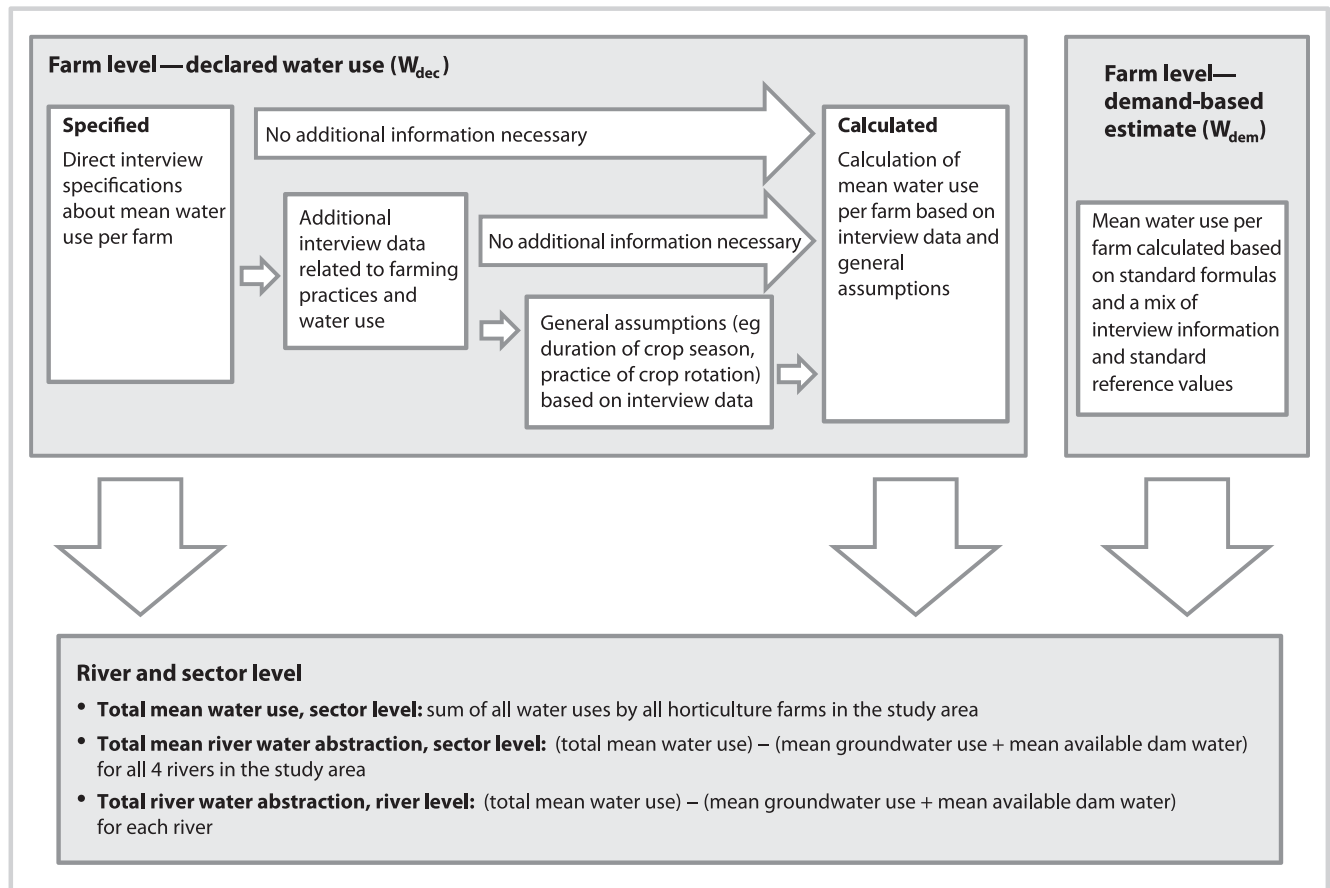 Farm level—declared water use (Wdec)
Specified
Direct interview
specifications
about mean water
use per farm
No additional information necessary
Additional
interview data
related to farming
practices and
water use
No additional information necessary
General assumptions (eg
duration of crop season,
practice of crop rotation)
based on interview data
Calculated
Calculation of
mean water use
per farm based on
interview data and
general
assumptions
Farm level—
demand-based
estimate (Wdem)
Mean water use per
farm calculated based
on standard formulas
and a mix of
interview information
and standard
reference values
River and sector level
• Total mean water use, sector level: sum of all water uses by all horticulture farms in the study area
• Total mean river water abstraction, sector level: (total mean water use) – (mean groundwater use + mean available dam water)
for all 4 rivers in the study area
• Total river water abstraction, river level: (total mean water use) – (mean groundwater use + mean available dam water)
for each river